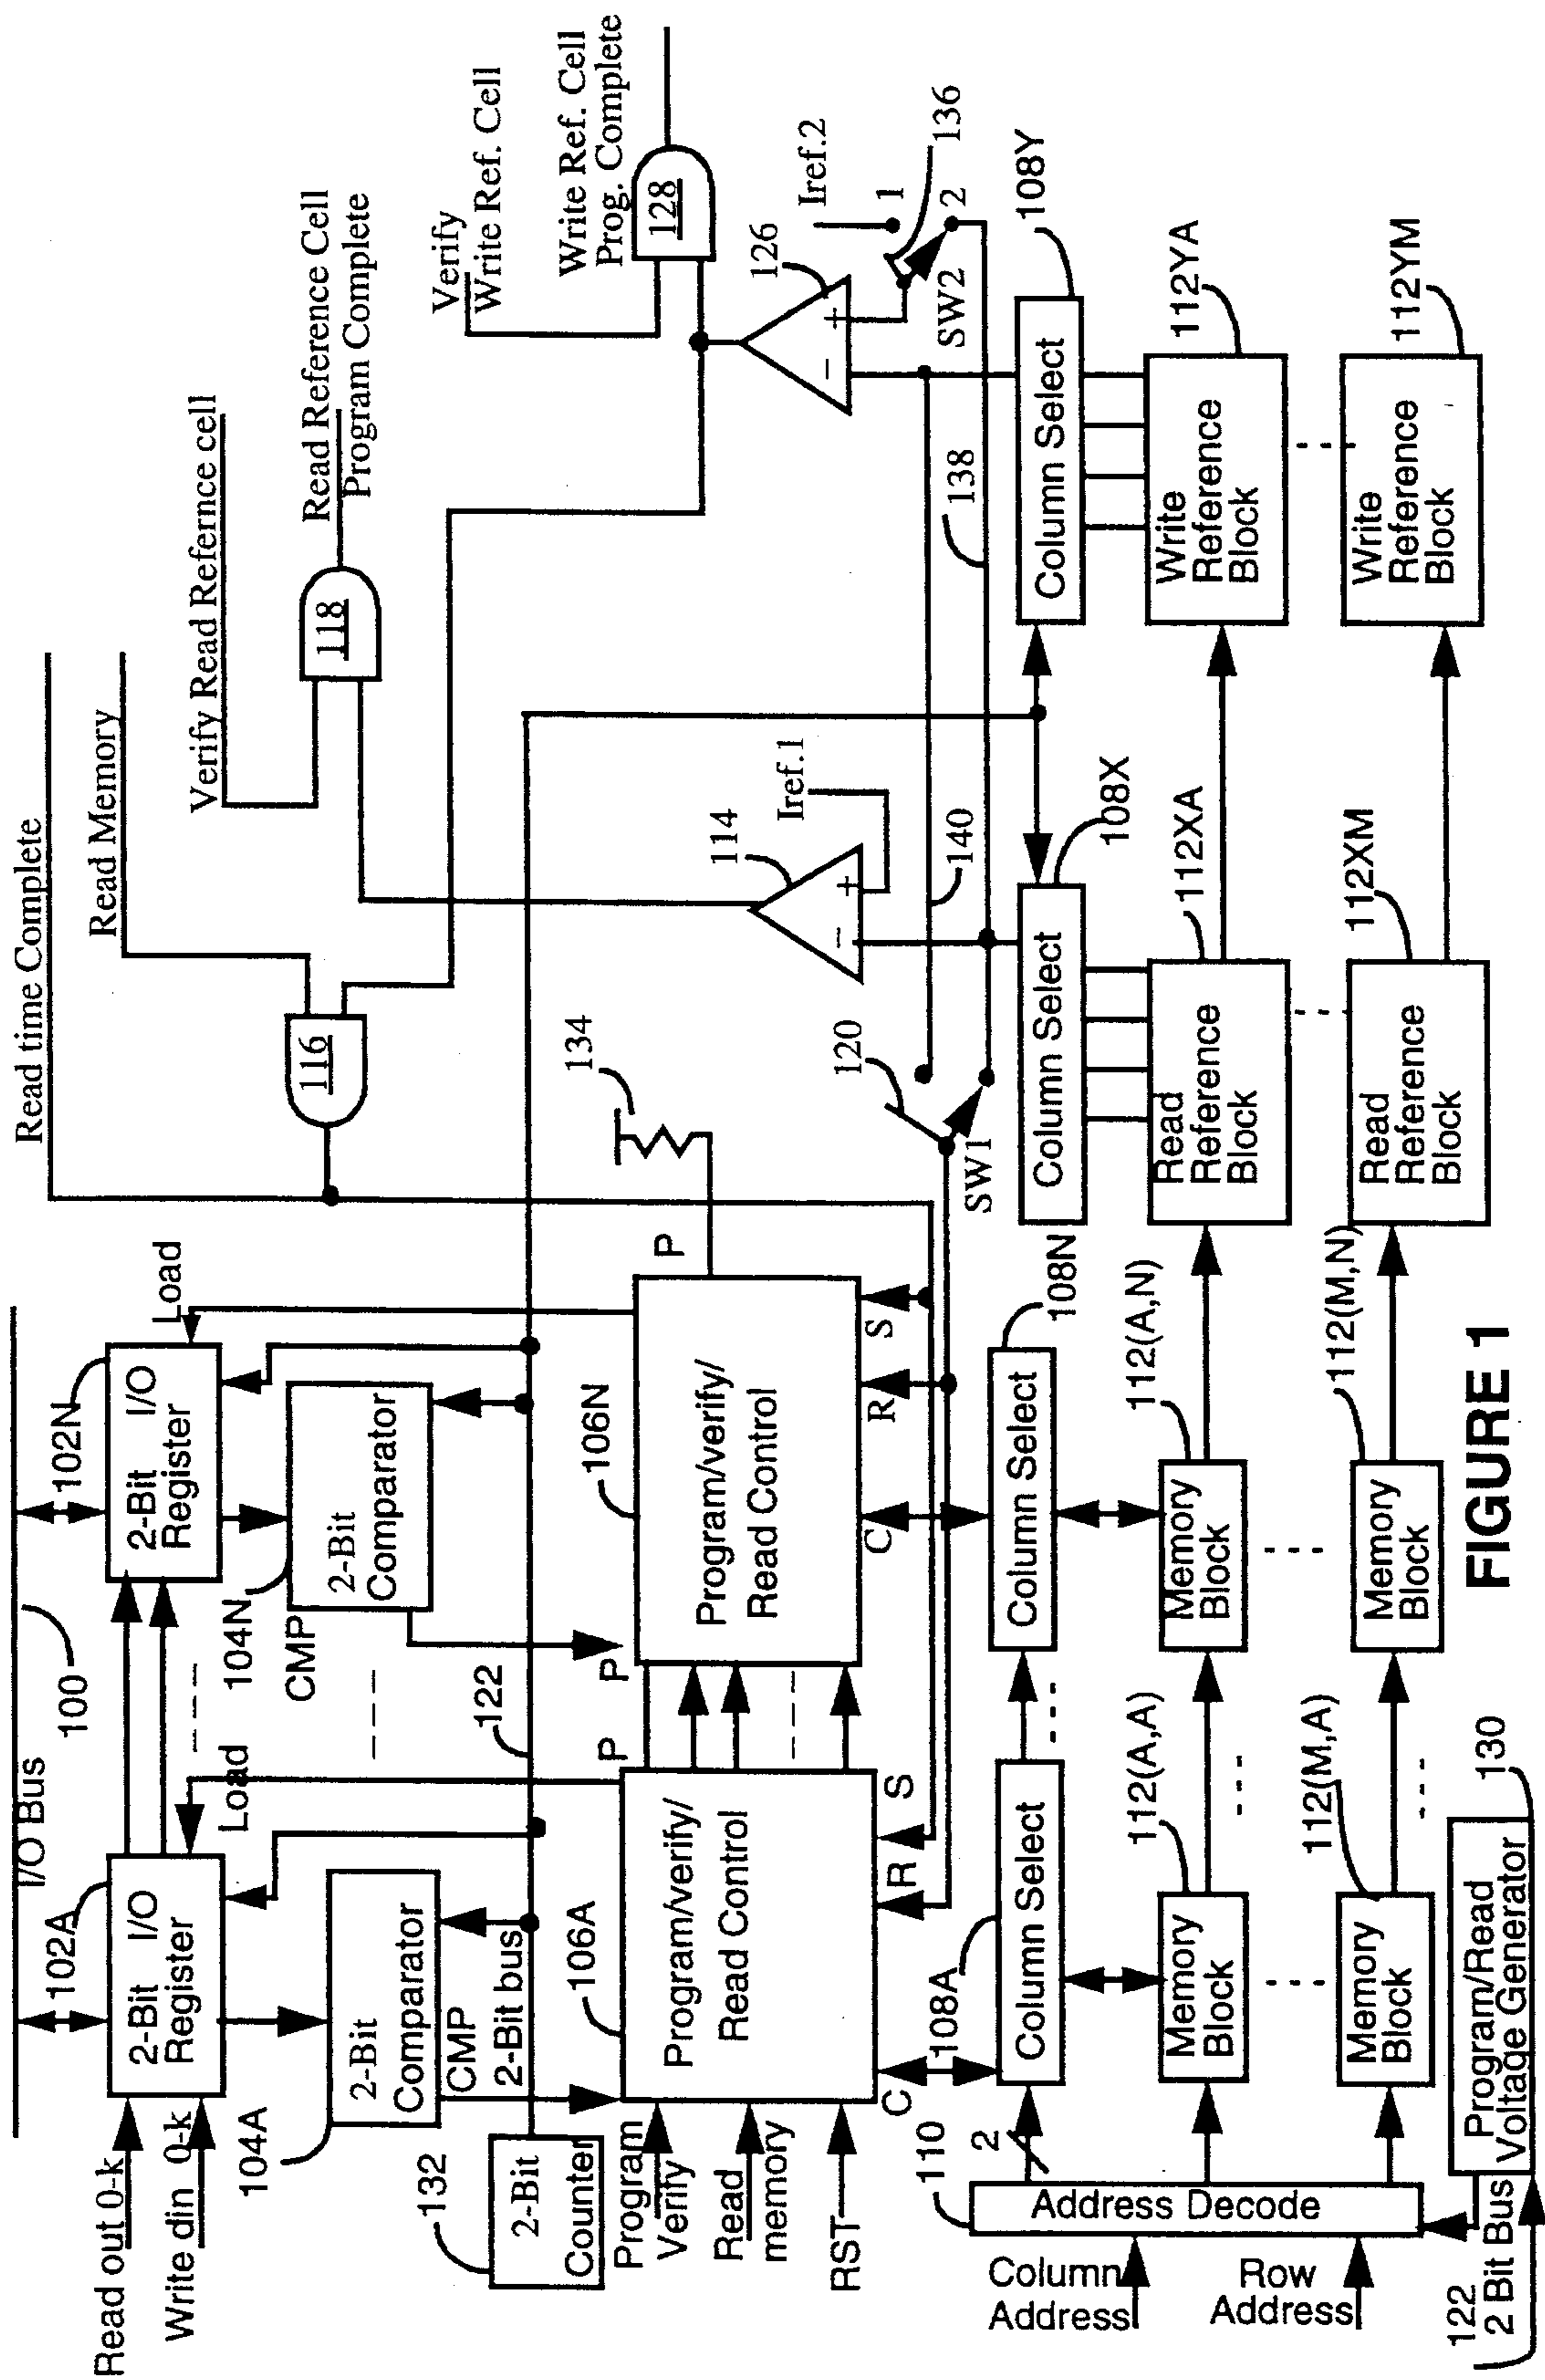 I/O Bus
100
Read out 0-k
Write din 0-k
102A
2-Bit I/O
Register
Load
102N
2-Bit I/O
Register
Load
Read time Complete
Read Memory
116
Verify Read Refernce cell
118
Read Reference Cell
Program Complete
Verify
Write Ref. Cell
128
Write Ref. Cell
Prog. Complete
104A
2-Bit
Comparator
CMP
104N
2-Bit
Comparator
CMP
132
2-Bit
Counter
2-Bit bus
122
134
Program
Verify
Read
memory
RST
106A
Program/verify/
Read Control
P
P
S
R
C
106N
Program/verify/
Read Control
P
S
R
C
120
SW1
114
-
+
Iref.1
140
138
126
-
+
Iref.2
1
2
SW2
136
110
Address Decode
2
Column
Address
Row
Address
108A
Column Select
108N
Column Select
108X
Column Select
108Y
Column Select
112(A,A)
Memory
Block
112(A,N)
Memory
Block
112XA
Read
Reference
Block
112YA
Write
Reference
Block
112(M,A)
Memory
Block
112(M,N)
Memory
Block
112XM
Read
Reference
Block
112YM
Write
Reference
Block
130
Program/Read
Voltage Generator
122
2 Bit Bus
FIGURE 1